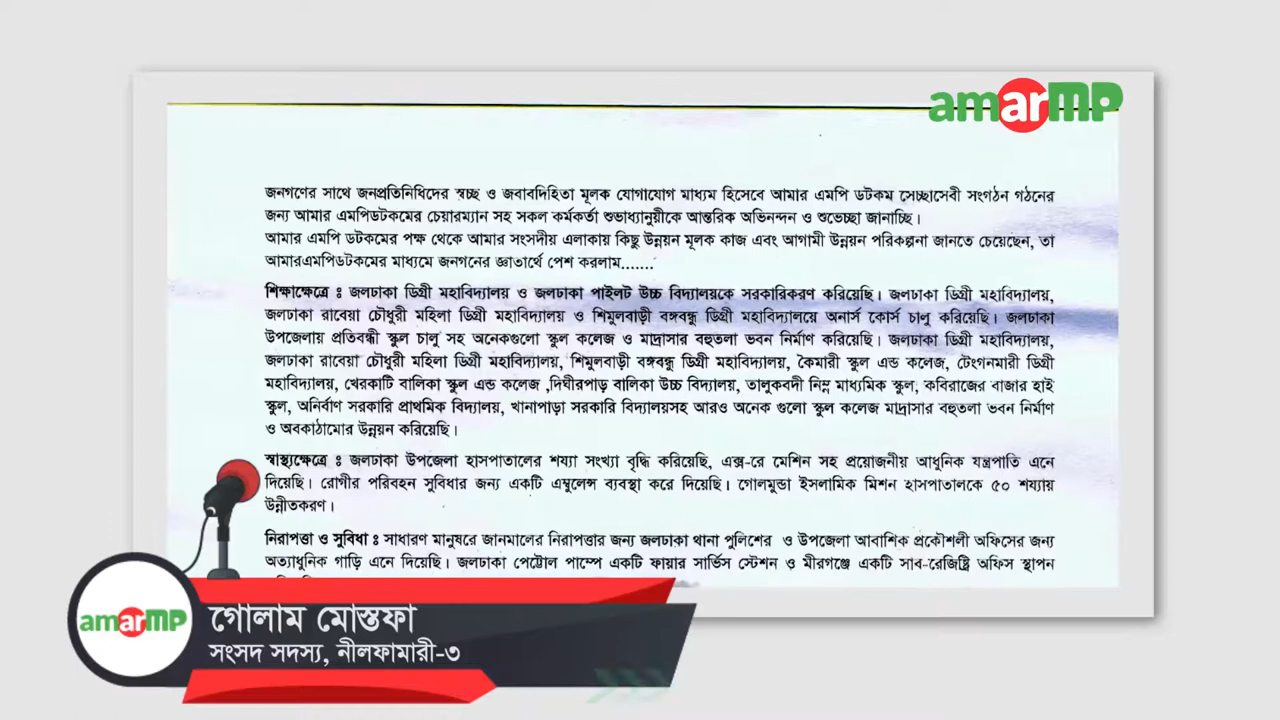 amarMP
জনগণের সাথে জনপ্রতিনিধিদের স্বচ্ছ ও জবাবদিহিতা মূলক যোগাযোগ মাধ্যম হিসেবে আমার এমপি ডটকম সেচ্ছাসেবী সংগঠন গঠনের
জন্য আমার এমপিডটকমের চেয়ারম্যান সহ সকল কর্মকর্তা শুভাধ্যানুয়ীকে আন্তরিক অভিনন্দন ও শুভেচ্ছা জানাচ্ছি।
আমার এমপি ডটকমের পক্ষ থেকে আমার সংসদীয় এলাকায় কিছু উন্নয়ন মূলক কাজ এবং আগামী উন্নয়ন পরিকল্পনা জানতে চেয়েছেন, তা
আমারএমপিডটকমের মাধ্যমে জনগনের জ্ঞাতার্থে পেশ করলাম.......
শিক্ষাক্ষেত্রে ঃ জলঢাকা ডিগ্রী মহাবিদ্যালয় ও জলঢাকা পাইলট উচ্চ বিদ্যালয়কে সরকারিকরণ করিয়েছি। জলঢাকা ডিগ্রী মহাবিদ্যালয়,
জলঢাকা রাবেয়া চৌধুরী মহিলা ডিগ্রী মহাবিদ্যালয় ও শিমুলবাড়ী বঙ্গবন্ধু ডিগ্রী মহাবিদ্যালয়ে অনার্স কোর্স চালু করিয়েছি। জলঢাকা
উপজেলায় প্রতিবন্ধী স্কুল চালু সহ অনেকগুলো স্কুল কলেজ ও মাদ্রাসার বহুতলা ভবন নির্মাণ করিয়েছি। জলঢাকা ডিগ্রী মহাবিদ্যালয়,
জলঢাকা রাবেয়া চৌধুরী মহিলা ডিগ্রী মহাবিদ্যালয়, শিমুলবাড়ী বঙ্গবন্ধু ডিগ্রী মহাবিদ্যালয়, কৈমারী স্কুল এন্ড কলেজ, টেংগনমারী ডিগ্রী
মহাবিদ্যালয়, খেরকাটি বালিকা স্কুল এন্ড কলেজ ,দিঘীরপাড় বালিকা উচ্চ বিদ্যালয়, তালুকবদী নিম্ন মাধ্যমিক স্কুল, কবিরাজের বাজার হাই
স্কুল, অনির্বাণ সরকারি প্রাথমিক বিদ্যালয়, খানাপাড়া সরকারি বিদ্যালয়সহ আরও অনেক গুলো স্কুল কলেজ মাদ্রাসার বহুতলা ভবন নির্মাণ
ও অবকাঠামোর উন্নয়ন করিয়েছি।
স্বাস্থ্যক্ষেত্রে ঃ জলঢাকা উপজেলা হাসপাতালের শয্যা সংখ্যা বৃদ্ধি করিয়েছি, এক্স-রে মেশিন সহ প্রয়োজনীয় আধুনিক যন্ত্রপাতি এনে
দিয়েছি। রোগীর পরিবহন সুবিধার জন্য একটি এম্বুলেন্স ব্যবস্থা করে দিয়েছি। গোলমুন্ডা ইসলামিক মিশন হাসপাতালকে ৫০ শয্যায়
উন্নীতকরণ।
নিরাপত্তা ও সুবিধা ঃ সাধারণ মানুষরে জানমালের নিরাপত্তার জন্য জলঢাকা থানা পুলিশের ও উপজেলা আবাশিক প্রকৌশলী অফিসের জন্য
অত্যাধুনিক গাড়ি এনে দিয়েছি। জলঢাকা পেট্টোল পাম্পে একটি ফায়ার সার্ভিস স্টেশন ও মীরগঞ্জে একটি সাব-রেজিষ্ট্রি অফিস স্থাপন
amarMP
গোলাম মোস্তফা
সংসদ সদস্য, নীলফামারী-৩